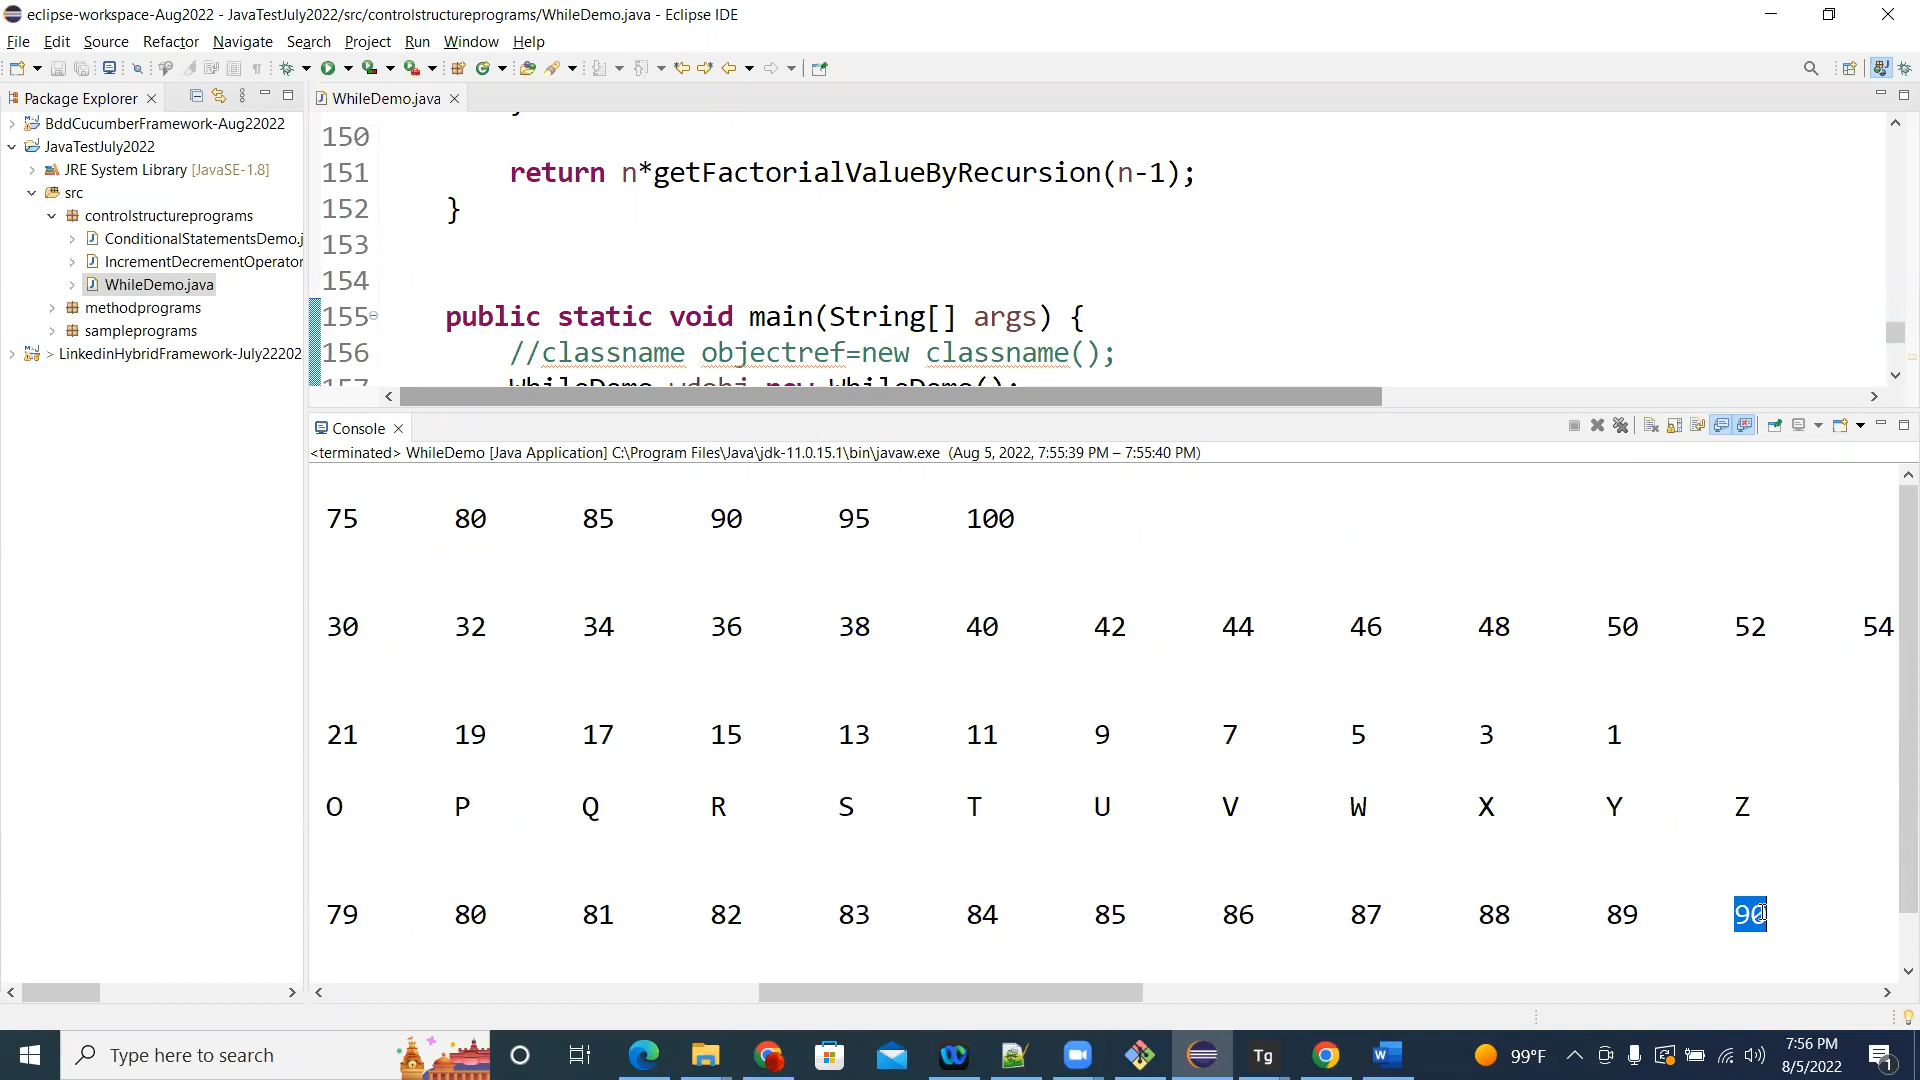 eclipse-workspace-Aug2022 - JavaTestJuly2022/src/controlstructureprograms/WhileDemo.java - Eclipse IDE
File Edit Source Refactor Navigate Search Project Run Window Help
Package Explorer
WhileDemo.java
BddCucumberFramework-Aug22022
JavaTestJuly2022
JRE System Library [JavaSE-1.8]
src
controlstructureprograms
ConditionalStatementsDemo.j
IncrementDecrementOperator
WhileDemo.java
methodprograms
sampleprograms
> LinkedinHybridFramework-July22202
150
151 return n*getFactorialValueByRecursion(n-1);
152 }
153
154
155 public static void main(String[] args) {
156 //classname objectref=new classname();
157 WhileDemo wdobj=new WhileDemo();
Console
<terminated> WhileDemo [Java Application] C:\Program Files\Java\jdk-11.0.15.1\bin\javaw.exe (Aug 5, 2022, 7:55:39 PM – 7:55:40 PM)
75 80 85 90 95 100
30 32 34 36 38 40 42 44 46 48 50 52 54
21 19 17 15 13 11 9 7 5 3 1
O P Q R S T U V W X Y Z
79 80 81 82 83 84 85 86 87 88 89 90
Type here to search
Tg
99°F
7:56 PM
8/5/2022
1